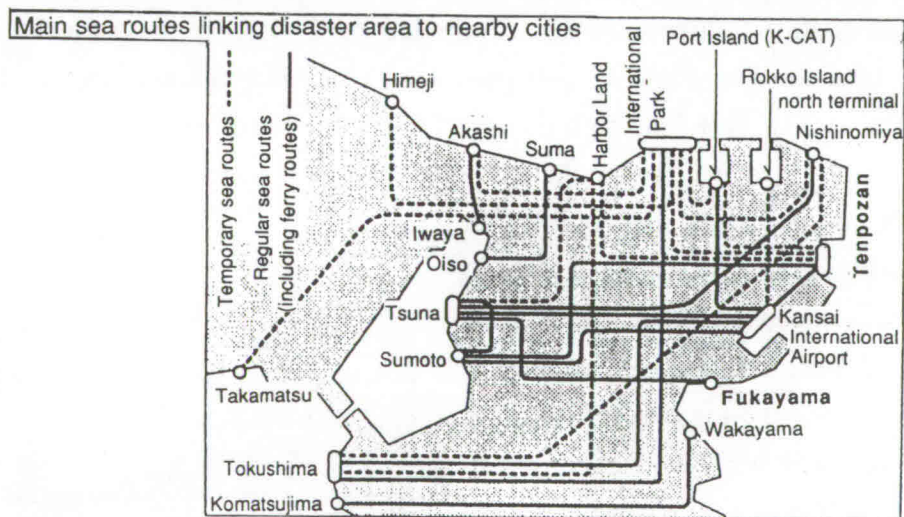 Main sea routes linking disaster area to nearby cities
Temporary sea routes
Regular sea routes
(including ferry routes)
Himeji
Akashi
Suma
Harbor Land
International
Park
Port Island (K-CAT)
Rokko Island
north terminal
Nishinomiya
Iwaya
Oiso
Tenpozan
Tsuna
Kansai
International
Airport
Sumoto
Takamatsu
Fukayama
Wakayama
Tokushima
Komatsujima